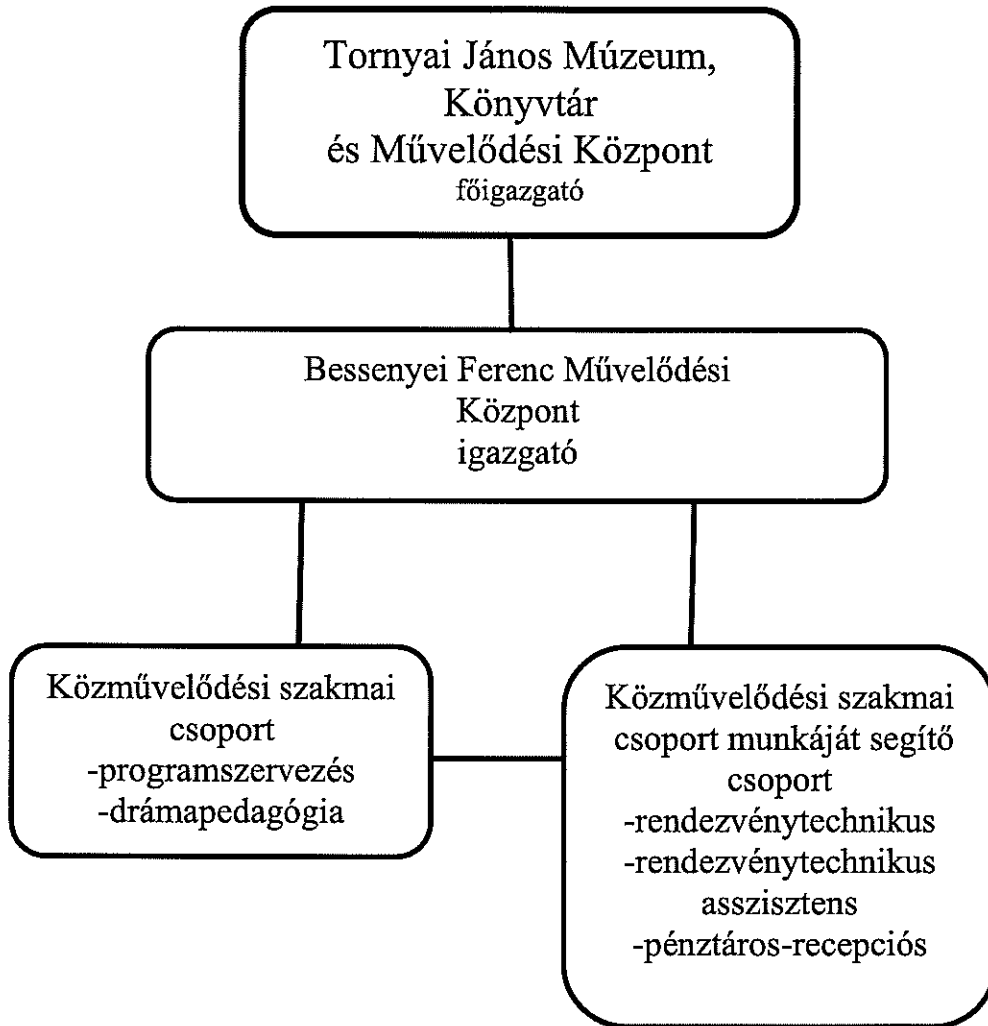 Tornyai János Múzeum,
Könyvtár
és Művelődési Központ
főigazgató
Bessenyei Ferenc Művelődési
Központ
igazgató
Közművelődési szakmai
csoport
-programszervezés
-drámapedagógia
Közművelődési szakmai
csoport munkáját segítő
csoport
-rendezvénytechnikus
-rendezvénytechnikus
asszisztens
-pénztáros-recepciós